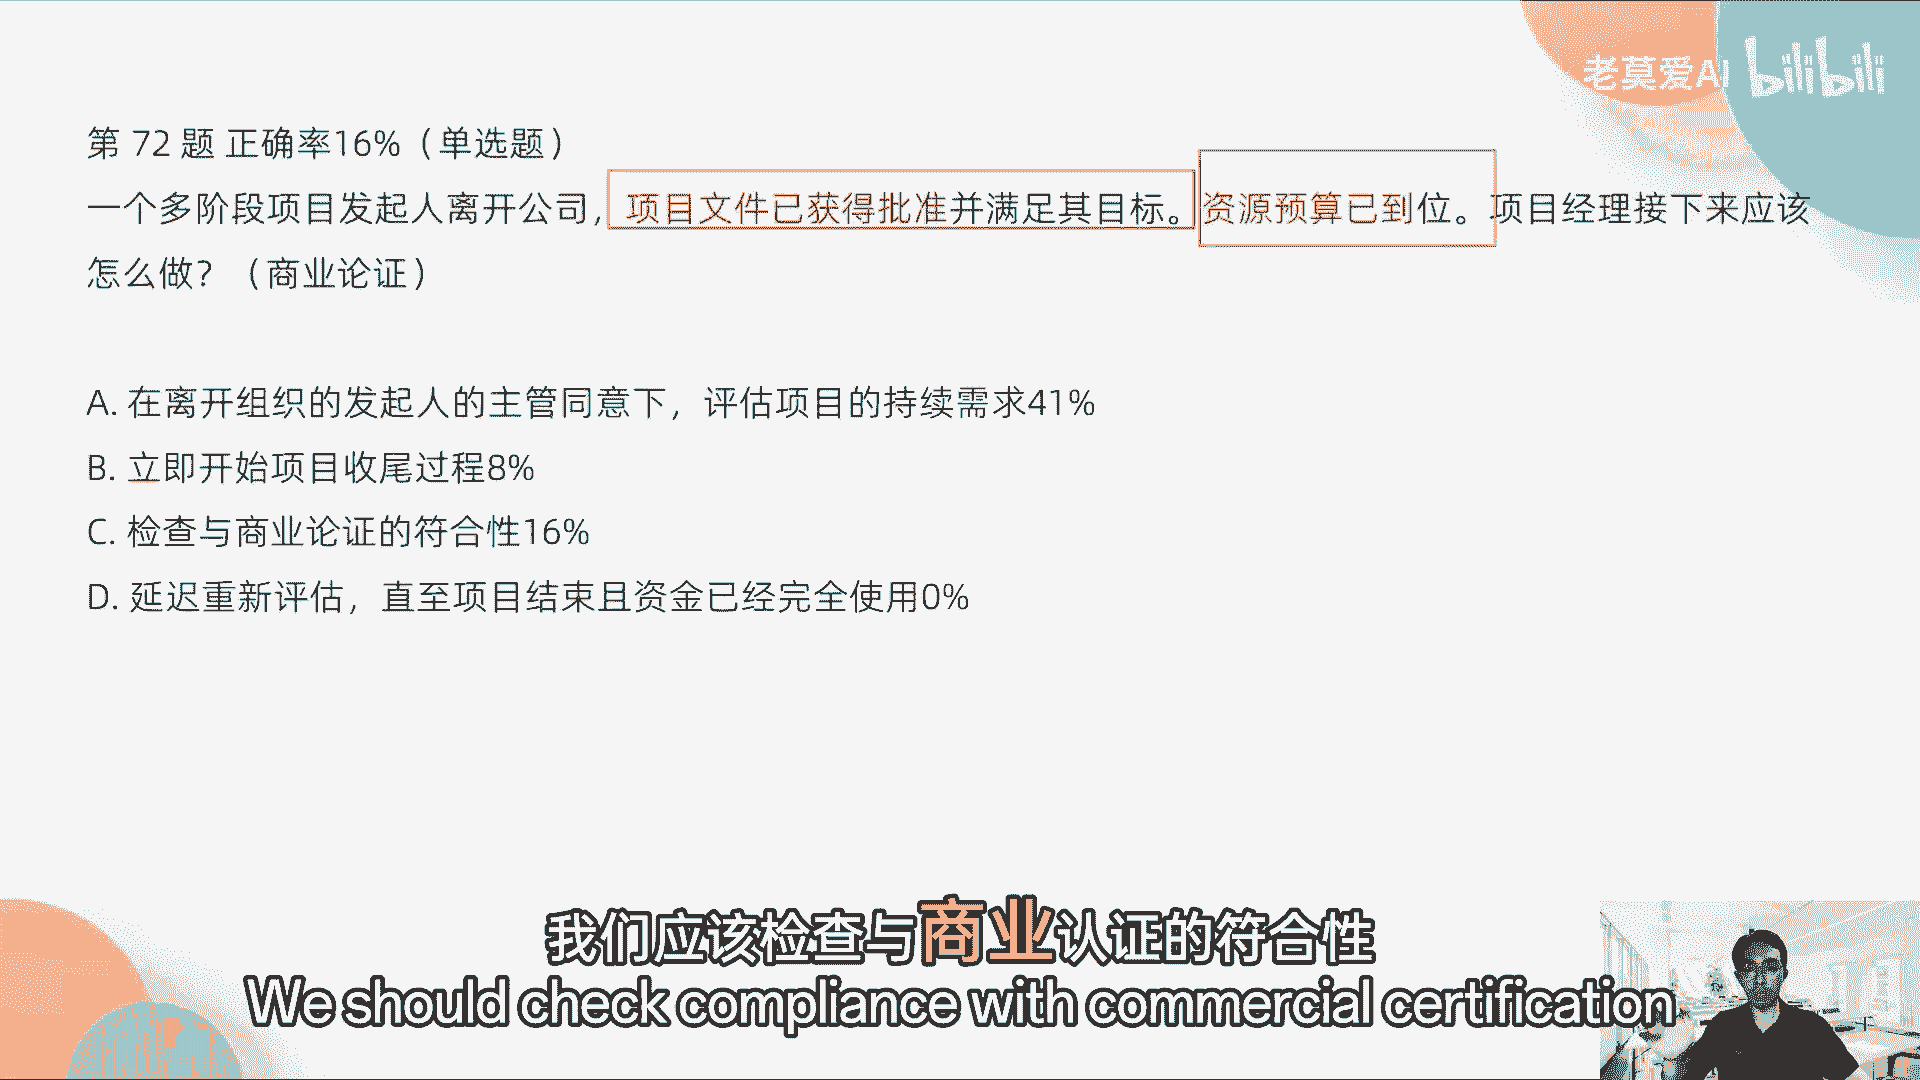 老莫爱AI bilibili
第 72 题 正确率16%（单选题）
一个多阶段项目发起人离开公司，项目文件已获得批准并满足其目标。资源预算已到位。项目经理接下来应该
怎么做？（商业论证）
A. 在离开组织的发起人的主管同意下，评估项目的持续需求41%
B. 立即开始项目收尾过程8%
C. 检查与商业论证的符合性16%
D. 延迟重新评估，直至项目结束且资金已经完全使用0%
我们应该检查与商业认证的符合性
We should check compliance with commercial certification